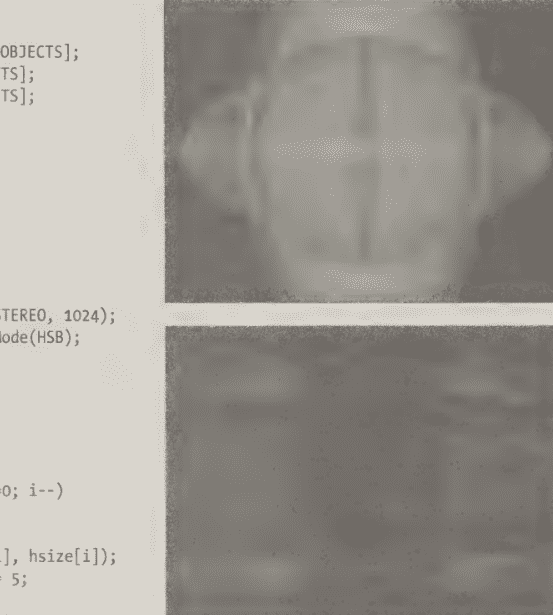 OBJECTS];
TS];
TS];
STEREO, 1024);
Mode(HSB);
=0; i--)
], hsize[i]);
= 5;